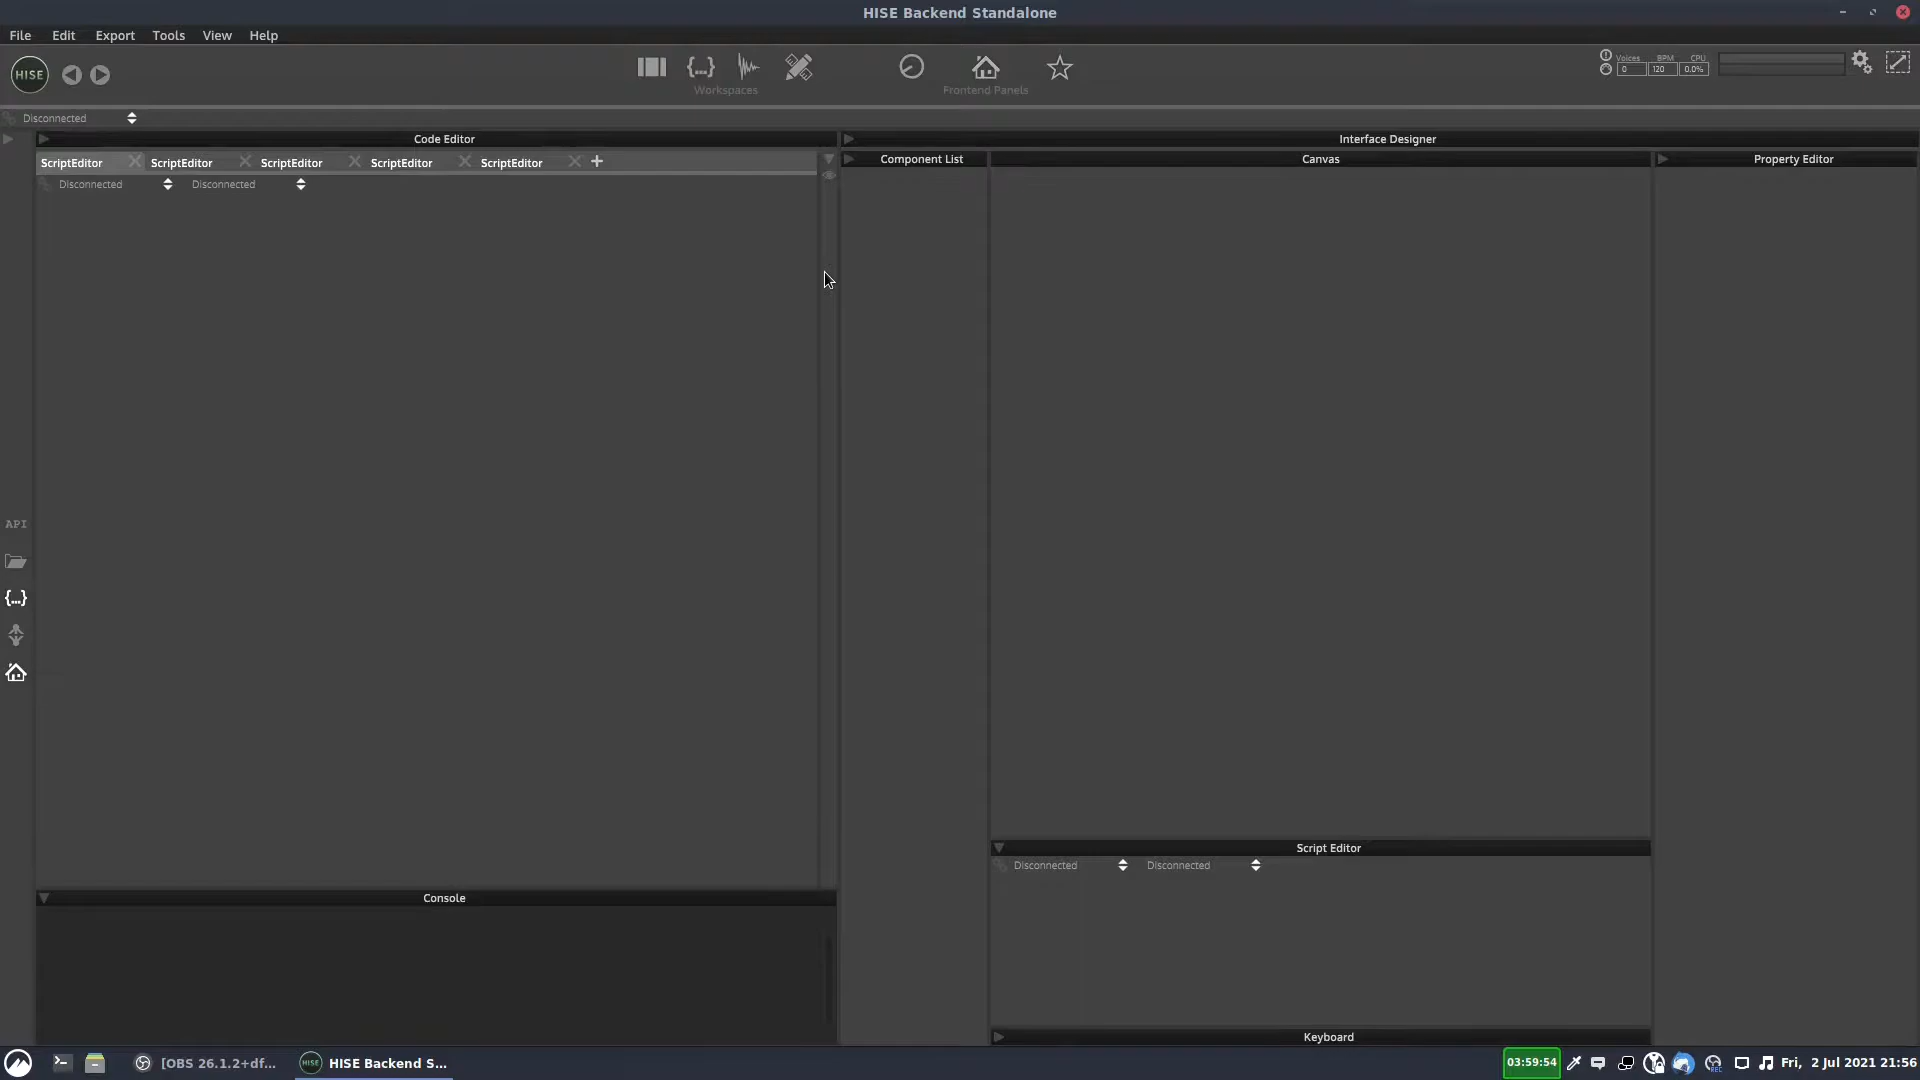 HISE Backend Standalone
File Edit Export Tools View Help
HISE
Workspaces
Frontend Panels
Voices BPM CPU
0 120 0.0%
Disconnected
Code Editor
Interface Designer
ScriptEditor ScriptEditor ScriptEditor ScriptEditor ScriptEditor
Component List
Canvas
Property Editor
Disconnected Disconnected
API
{...}
Script Editor
Disconnected Disconnected
Console
Keyboard
[OBS 26.1.2+df...
HISE HISE Backend S...
03:59:54
REC
Fri, 2 Jul 2021 21:56